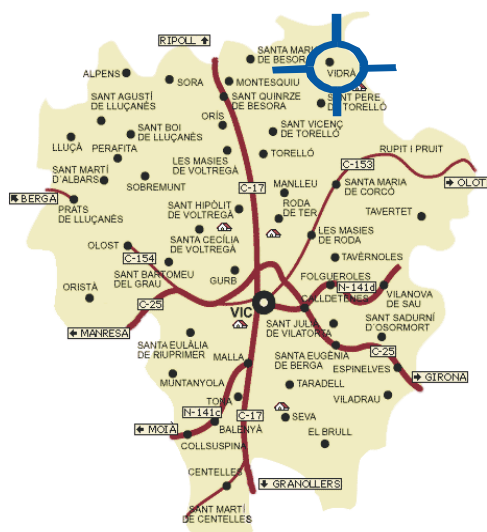 RIPOLL
SANTA MARIA
DE BESORA
VIDRÀ
ALPENS
SORA
MONTESQUIU
SANT QUINRZE
DE BESORA
SANT PERE
DE TORELLÓ
SANT AGUSTÍ
DE LLUÇANÈS
ORÍS
SANT VICENÇ
DE TORELLÓ
LLUÇÀ
SANT BOI
DE LLUÇANÈS
PERAFITA
LES MASIES
DE VOLTREGÀ
TORELLÓ
RUPIT I PRUIT
C-153
OLOT
SANT MARTÍ
D´ALBARS
SOBREMUNT
C-17
MANLLEU
SANTA MARIA
DE CORCÓ
BERGA
PRATS
DE LLUÇANÈS
SANT HIPÒLIT
DE VOLTREGÀ
RODA
DE TER
TAVERTET
OLOST
SANTA CECÍLIA
DE VOLTREGÀ
LES MASIES
DE RODA
C-154
TAVÈRNOLES
SANT BARTOMEU
DEL GRAU
GURB
FOLGUEROLES
N-141d
ORISTÀ
C-25
CALLDETENES
VILANOVA
DE SAU
VIC
MANRESA
SANT JULIÀ
DE VILATORTA
SANT SADURNÍ
D´OSORMORT
SANTA EULÀLIA
DE RIUPRIMER
MALLA
SANTA EUGÈNIA
DE BERGA
C-25
ESPINELVES
GIRONA
MUNTANYOLA
TARADELL
TONA
VILADRAU
N-141c
C-17
SEVA
MOIÀ
BALENYÀ
EL BRULL
COLLSUSPINA
CENTELLES
GRANOLLERS
SANT MARTÍ
DE CENTELLES